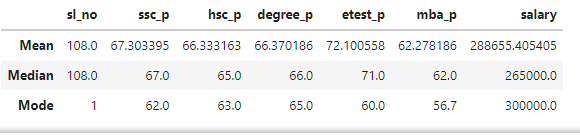 sl_no ssc_p hsc_p degree_p etest_p mba_p salary
Mean 108.0 67.303395 66.333163 66.370186 72.100558 62.278186 288655.405405
Median 108.0 67.0 65.0 66.0 71.0 62.0 265000.0
Mode 1 62.0 63.0 65.0 60.0 56.7 300000.0